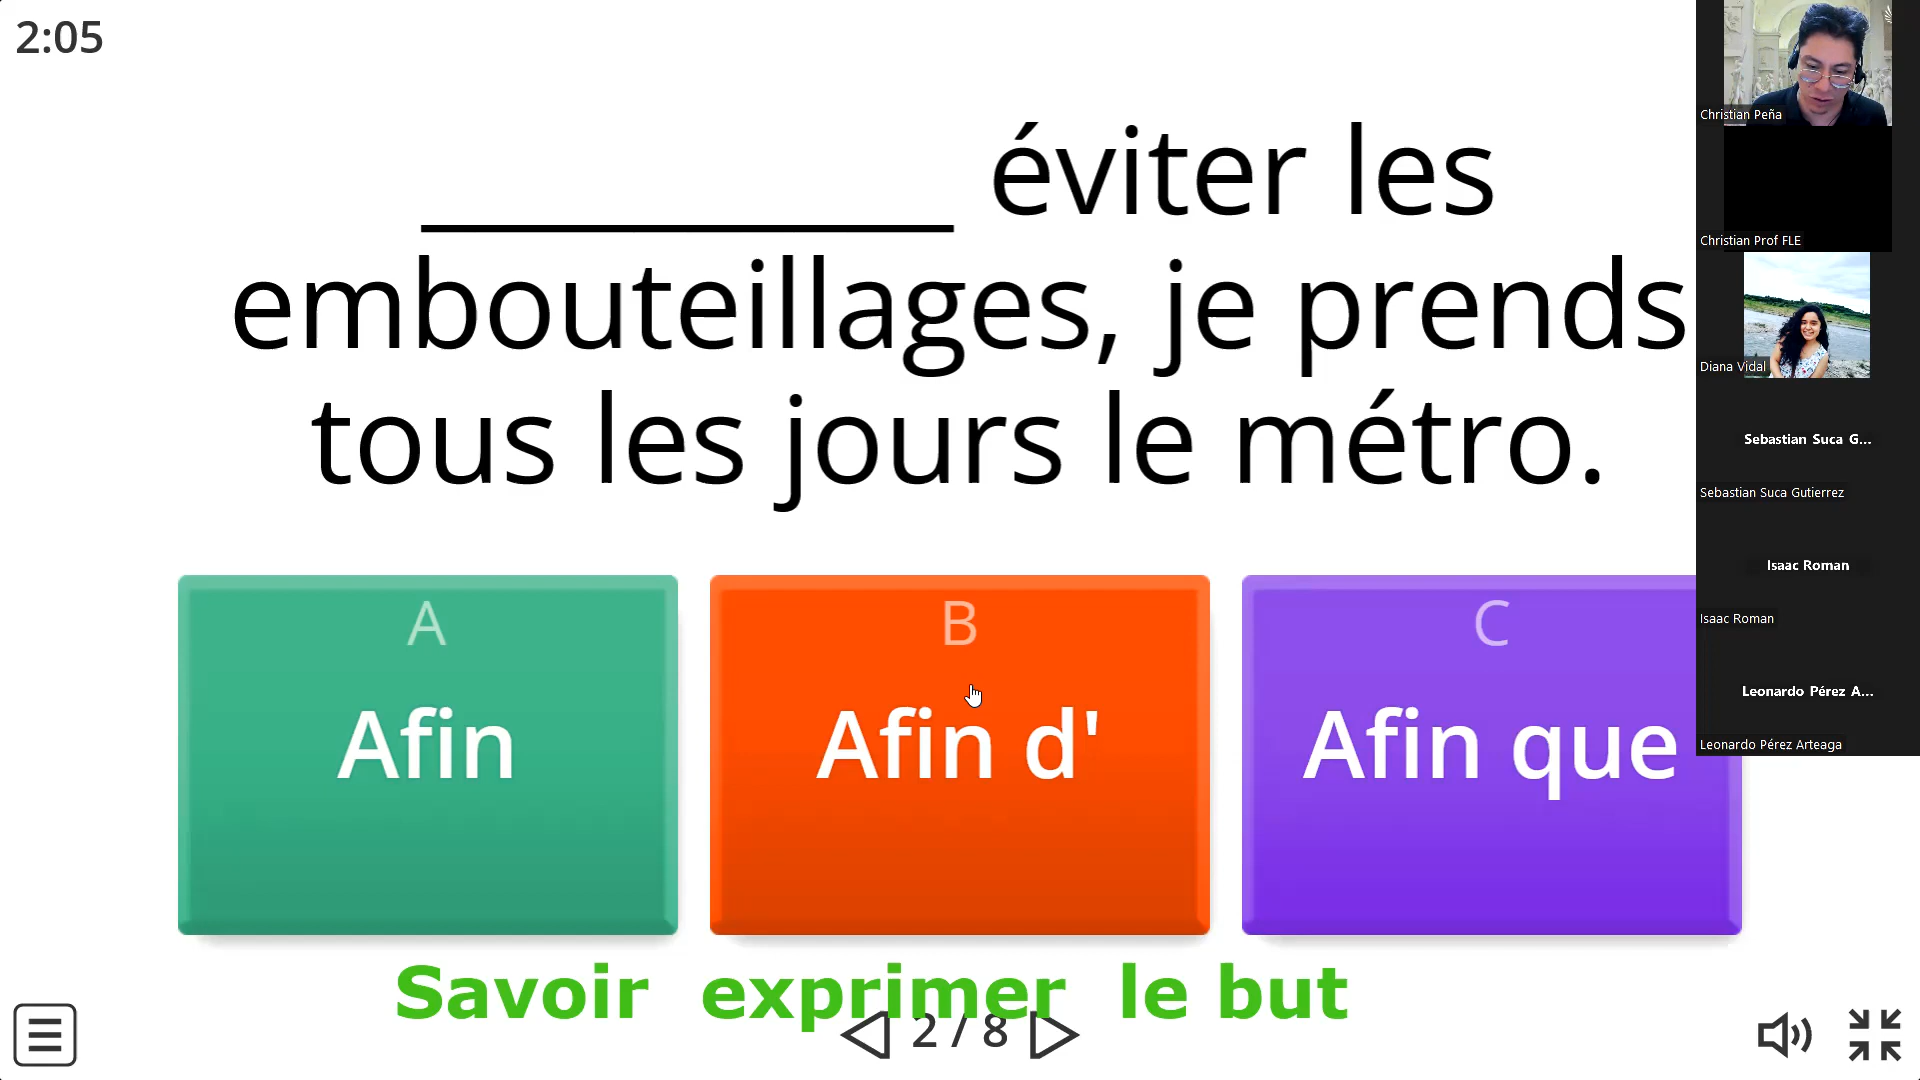 2:05
____________ éviter les
embouteillages, je prends
tous les jours le métro.
A
Afin
B
Afin d'
C
Afin que
Savoir exprimer le but
2 / 8
Christian Peña
Christian Prof FLE
Diana Vidal
Sebastian Suca G...
Sebastian Suca Gutierrez
Isaac Roman
Isaac Roman
Leonardo Pérez A...
Leonardo Pérez Arteaga